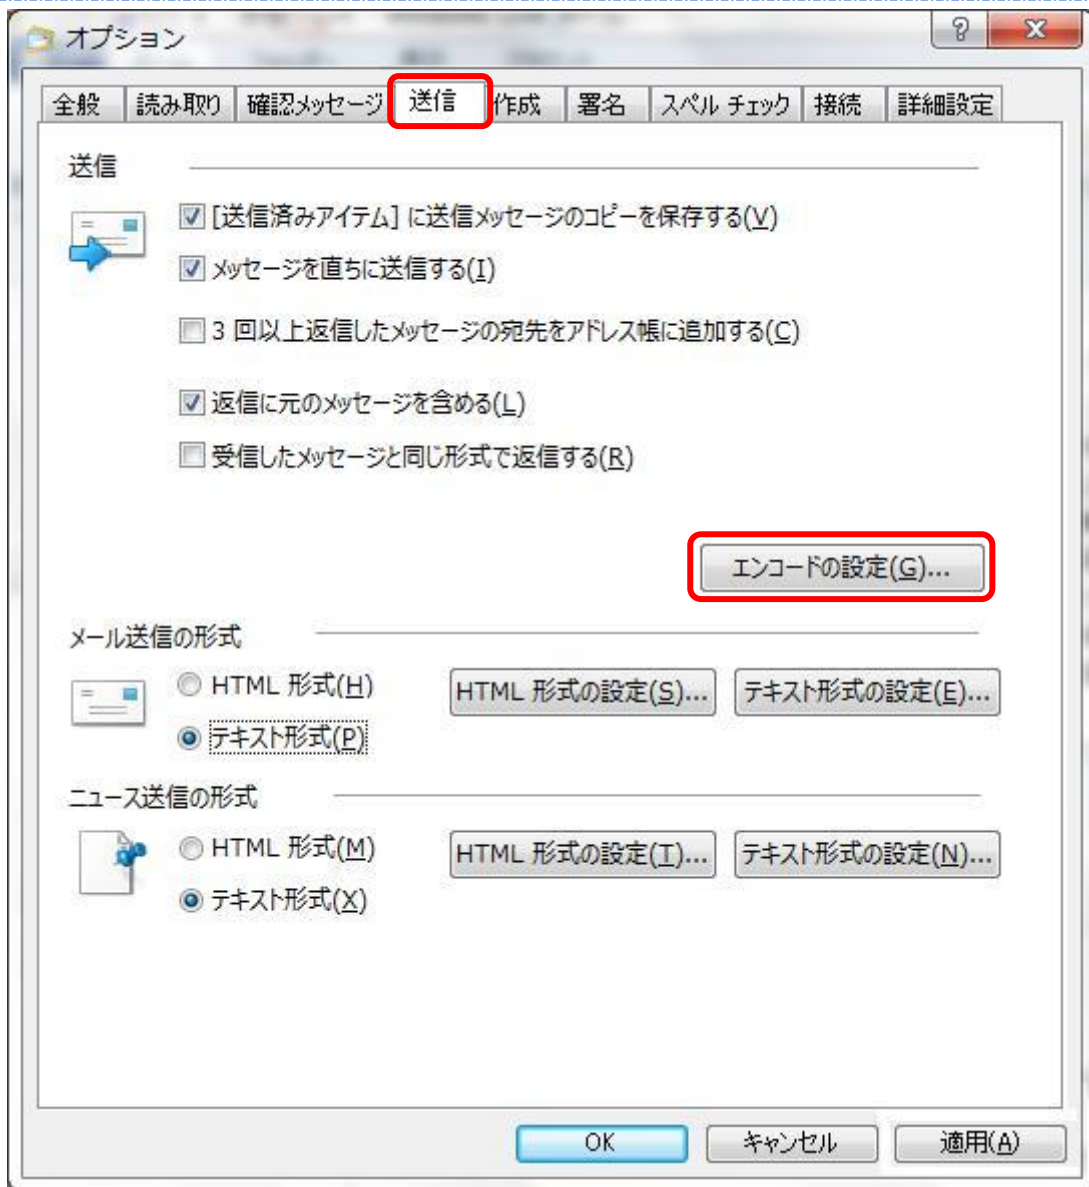 オプション
全般 読み取り 確認メッセージ 送信 作成 署名 スペル チェック 接続 詳細設定
送信
[送信済みアイテム] に送信メッセージのコピーを保存する(V)
メッセージを直ちに送信する(I)
3 回以上返信したメッセージの宛先をアドレス帳に追加する(C)
返信に元のメッセージを含める(L)
受信したメッセージと同じ形式で返信する(R)
エンコードの設定(G)...
メール送信の形式
HTML 形式(H) HTML 形式の設定(S)... テキスト形式の設定(E)...
テキスト形式(P)
ニュース送信の形式
HTML 形式(M) HTML 形式の設定(T)... テキスト形式の設定(N)...
テキスト形式(X)
OK キャンセル 適用(A)